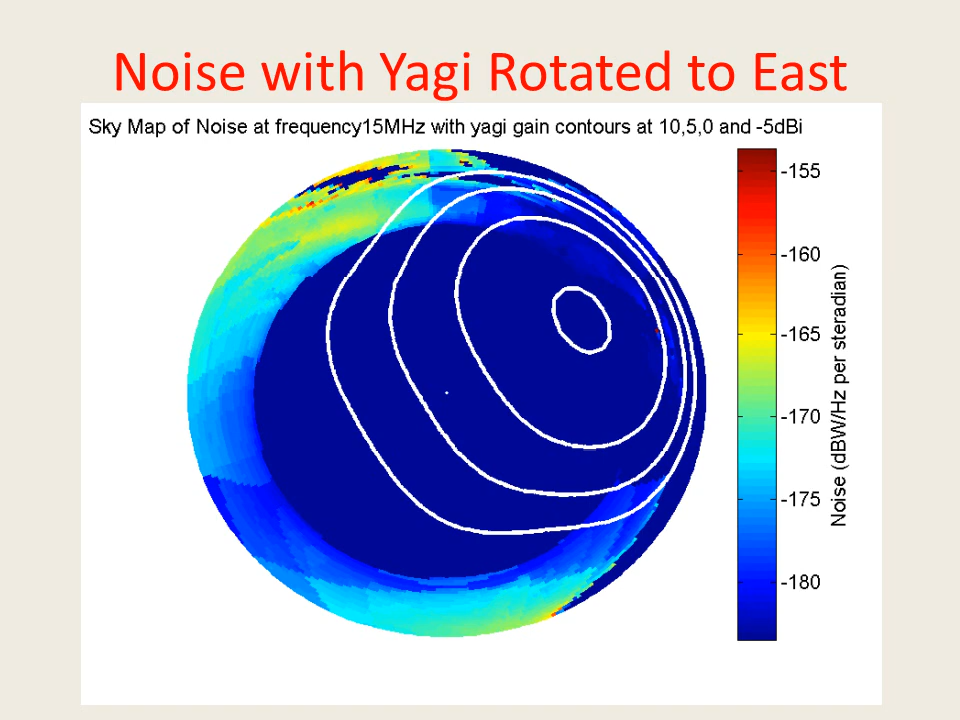 Noise with Yagi Rotated to East
Sky Map of Noise at frequency15MHz with yagi gain contours at 10,5,0 and -5dBi
-155
-160
-165
-170
-175
-180
Noise (dBW/Hz per steradian)